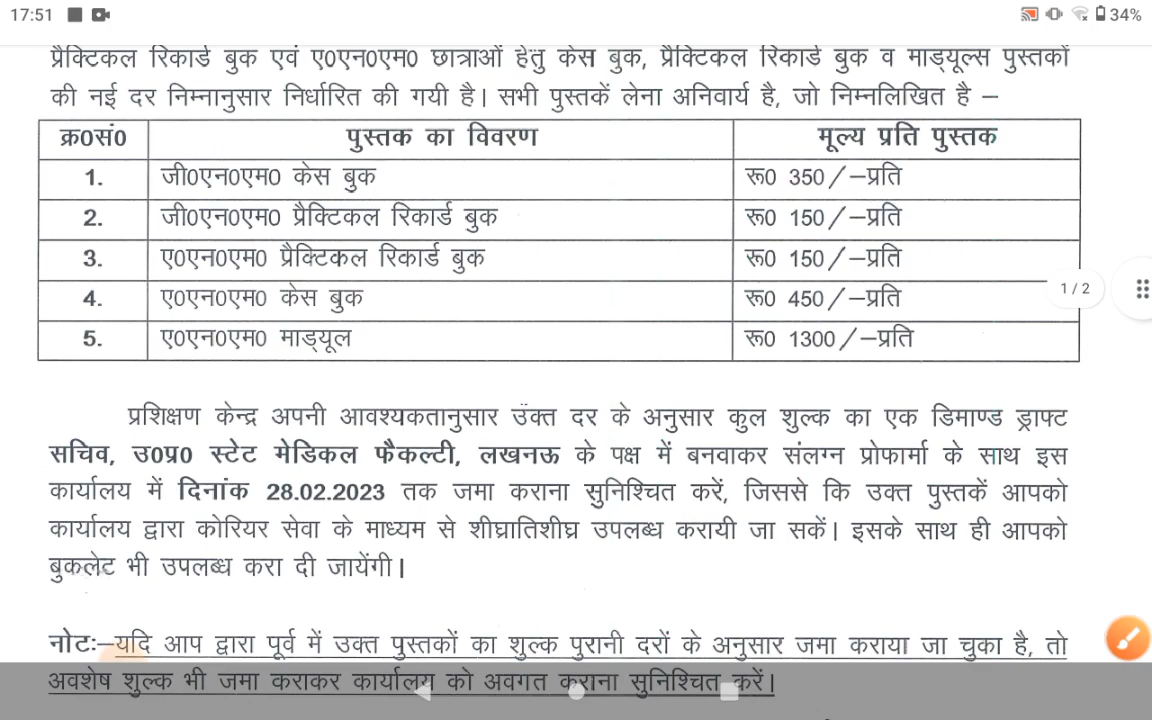 17:51 34%
प्रैक्टिकल रिकार्ड बुक एवं ए0एन0एम0 छात्राओं हेतु केस बुक, प्रैक्टिकल रिकार्ड बुक व माड्यूल्स पुस्तकों
की नई दर निम्नानुसार निर्धारित की गयी है। सभी पुस्तकें लेना अनिवार्य है, जो निम्नलिखित है –
क्र0सं0 पुस्तक का विवरण मूल्य प्रति पुस्तक
1. जी0एन0एम0 केस बुक रू0 350/–प्रति
2. जी0एन0एम0 प्रैक्टिकल रिकार्ड बुक रू0 150/–प्रति
3. ए0एन0एम0 प्रैक्टिकल रिकार्ड बुक रू0 150/–प्रति
1 / 2
4. ए0एन0एम0 केस बुक रू0 450/–प्रति
5. ए0एन0एम0 माड्यूल रू0 1300/–प्रति
प्रशिक्षण केन्द्र अपनी आवश्यकतानुसार उक्त दर के अनुसार कुल शुल्क का एक डिमाण्ड ड्राफ्ट
सचिव, उ0प्र0 स्टेट मेडिकल फैकल्टी, लखनऊ के पक्ष में बनवाकर संलग्न प्रोफार्मा के साथ इस
कार्यालय में दिनांक 28.02.2023 तक जमा कराना सुनिश्चित करें, जिससे कि उक्त पुस्तकें आपको
कार्यालय द्वारा कोरियर सेवा के माध्यम से शीघ्रातिशीघ्र उपलब्ध करायी जा सकें। इसके साथ ही आपको
बुकलेट भी उपलब्ध करा दी जायेंगी।
नोटः–यदि आप द्वारा पूर्व में उक्त पुस्तकों का शुल्क पुरानी दरों के अनुसार जमा कराया जा चुका है, तो
अवशेष शुल्क भी जमा कराकर कार्यालय को अवगत कराना सुनिश्चित करें।